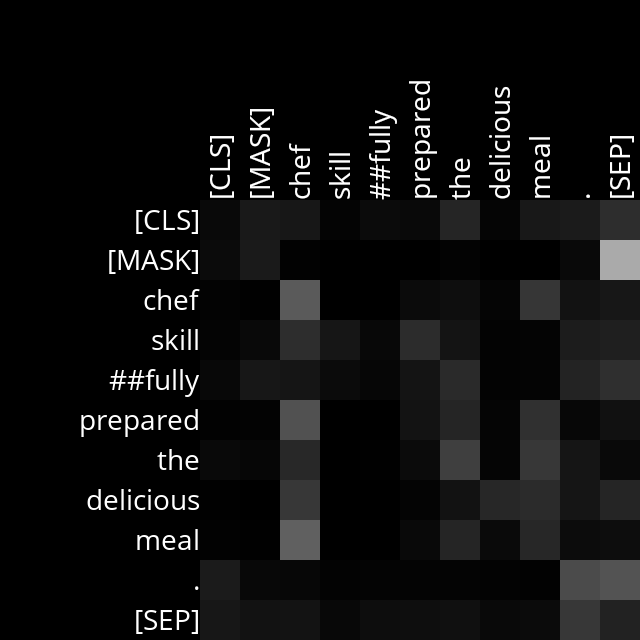 [CLS] [MASK] chef skill ##fully prepared the delicious meal . [SEP]
[CLS]
[MASK]
chef
skill
##fully
prepared
the
delicious
meal
.
[SEP]